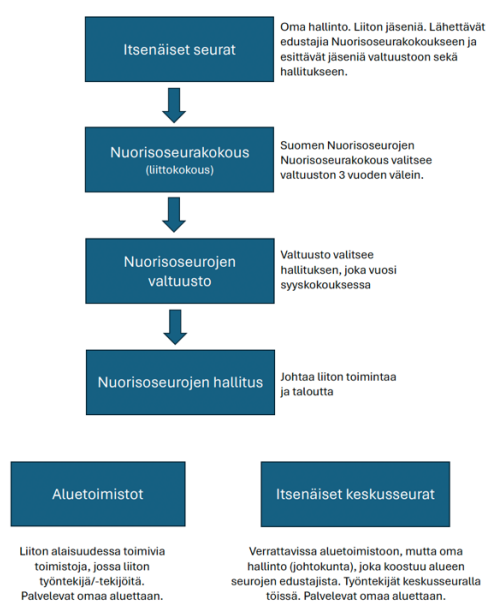 Itsenäiset seurat
Oma hallinto. Liiton jäseniä. Lähettävät
edustajia Nuorisoseurakokoukseen ja
esittävät jäseniä valtuustoon sekä
hallitukseen.
Nuorisoseurakokous
(liittokokous)
Suomen Nuorisoseurojen
Nuorisoseurakokous valitsee
valtuuston 3 vuoden välein.
Nuorisoseurojen
valtuusto
Valtuusto valitsee
hallituksen, joka vuosi
syyskokouksessa
Nuorisoseurojen hallitus
Johtaa liiton toimintaa
ja taloutta
Aluetoimistot
Liiton alaisuudessa toimivia
toimistoja, jossa liiton
työntekijä/-tekijöitä.
Palvelevat omaa aluettaan.
Itsenäiset keskusseurat
Verrattavissa aluetoimistoon, mutta oma
hallinto (johtokunta), joka koostuu alueen
seurojen edustajista. Työntekijät keskusseuralla
töissä. Palvelevat omaa aluettaan.